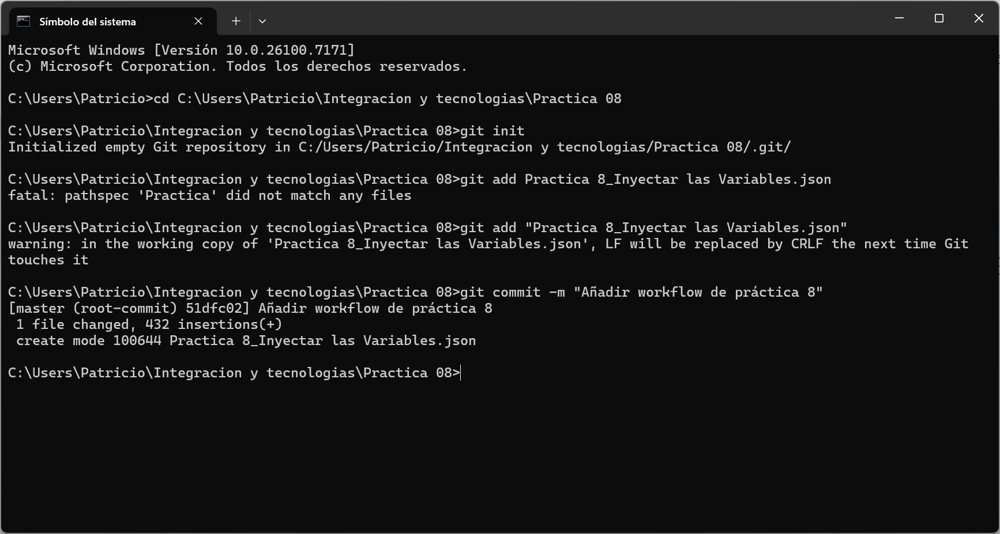 Símbolo del sistema
Microsoft Windows [Versión 10.0.26100.7171]
(c) Microsoft Corporation. Todos los derechos reservados.
C:\Users\Patricio>cd C:\Users\Patricio\Integracion y tecnologias\Practica 08
C:\Users\Patricio\Integracion y tecnologias\Practica 08>git init
Initialized empty Git repository in C:/Users/Patricio/Integracion y tecnologias/Practica 08/.git/
C:\Users\Patricio\Integracion y tecnologias\Practica 08>git add Practica 8_Inyectar las Variables.json
fatal: pathspec 'Practica' did not match any files
C:\Users\Patricio\Integracion y tecnologias\Practica 08>git add "Practica 8_Inyectar las Variables.json"
warning: in the working copy of 'Practica 8_Inyectar las Variables.json', LF will be replaced by CRLF the next time Git
touches it
C:\Users\Patricio\Integracion y tecnologias\Practica 08>git commit -m "Añadir workflow de práctica 8"
[master (root-commit) 51dfc02] Añadir workflow de práctica 8
 1 file changed, 432 insertions(+)
 create mode 100644 Practica 8_Inyectar las Variables.json
C:\Users\Patricio\Integracion y tecnologias\Practica 08>